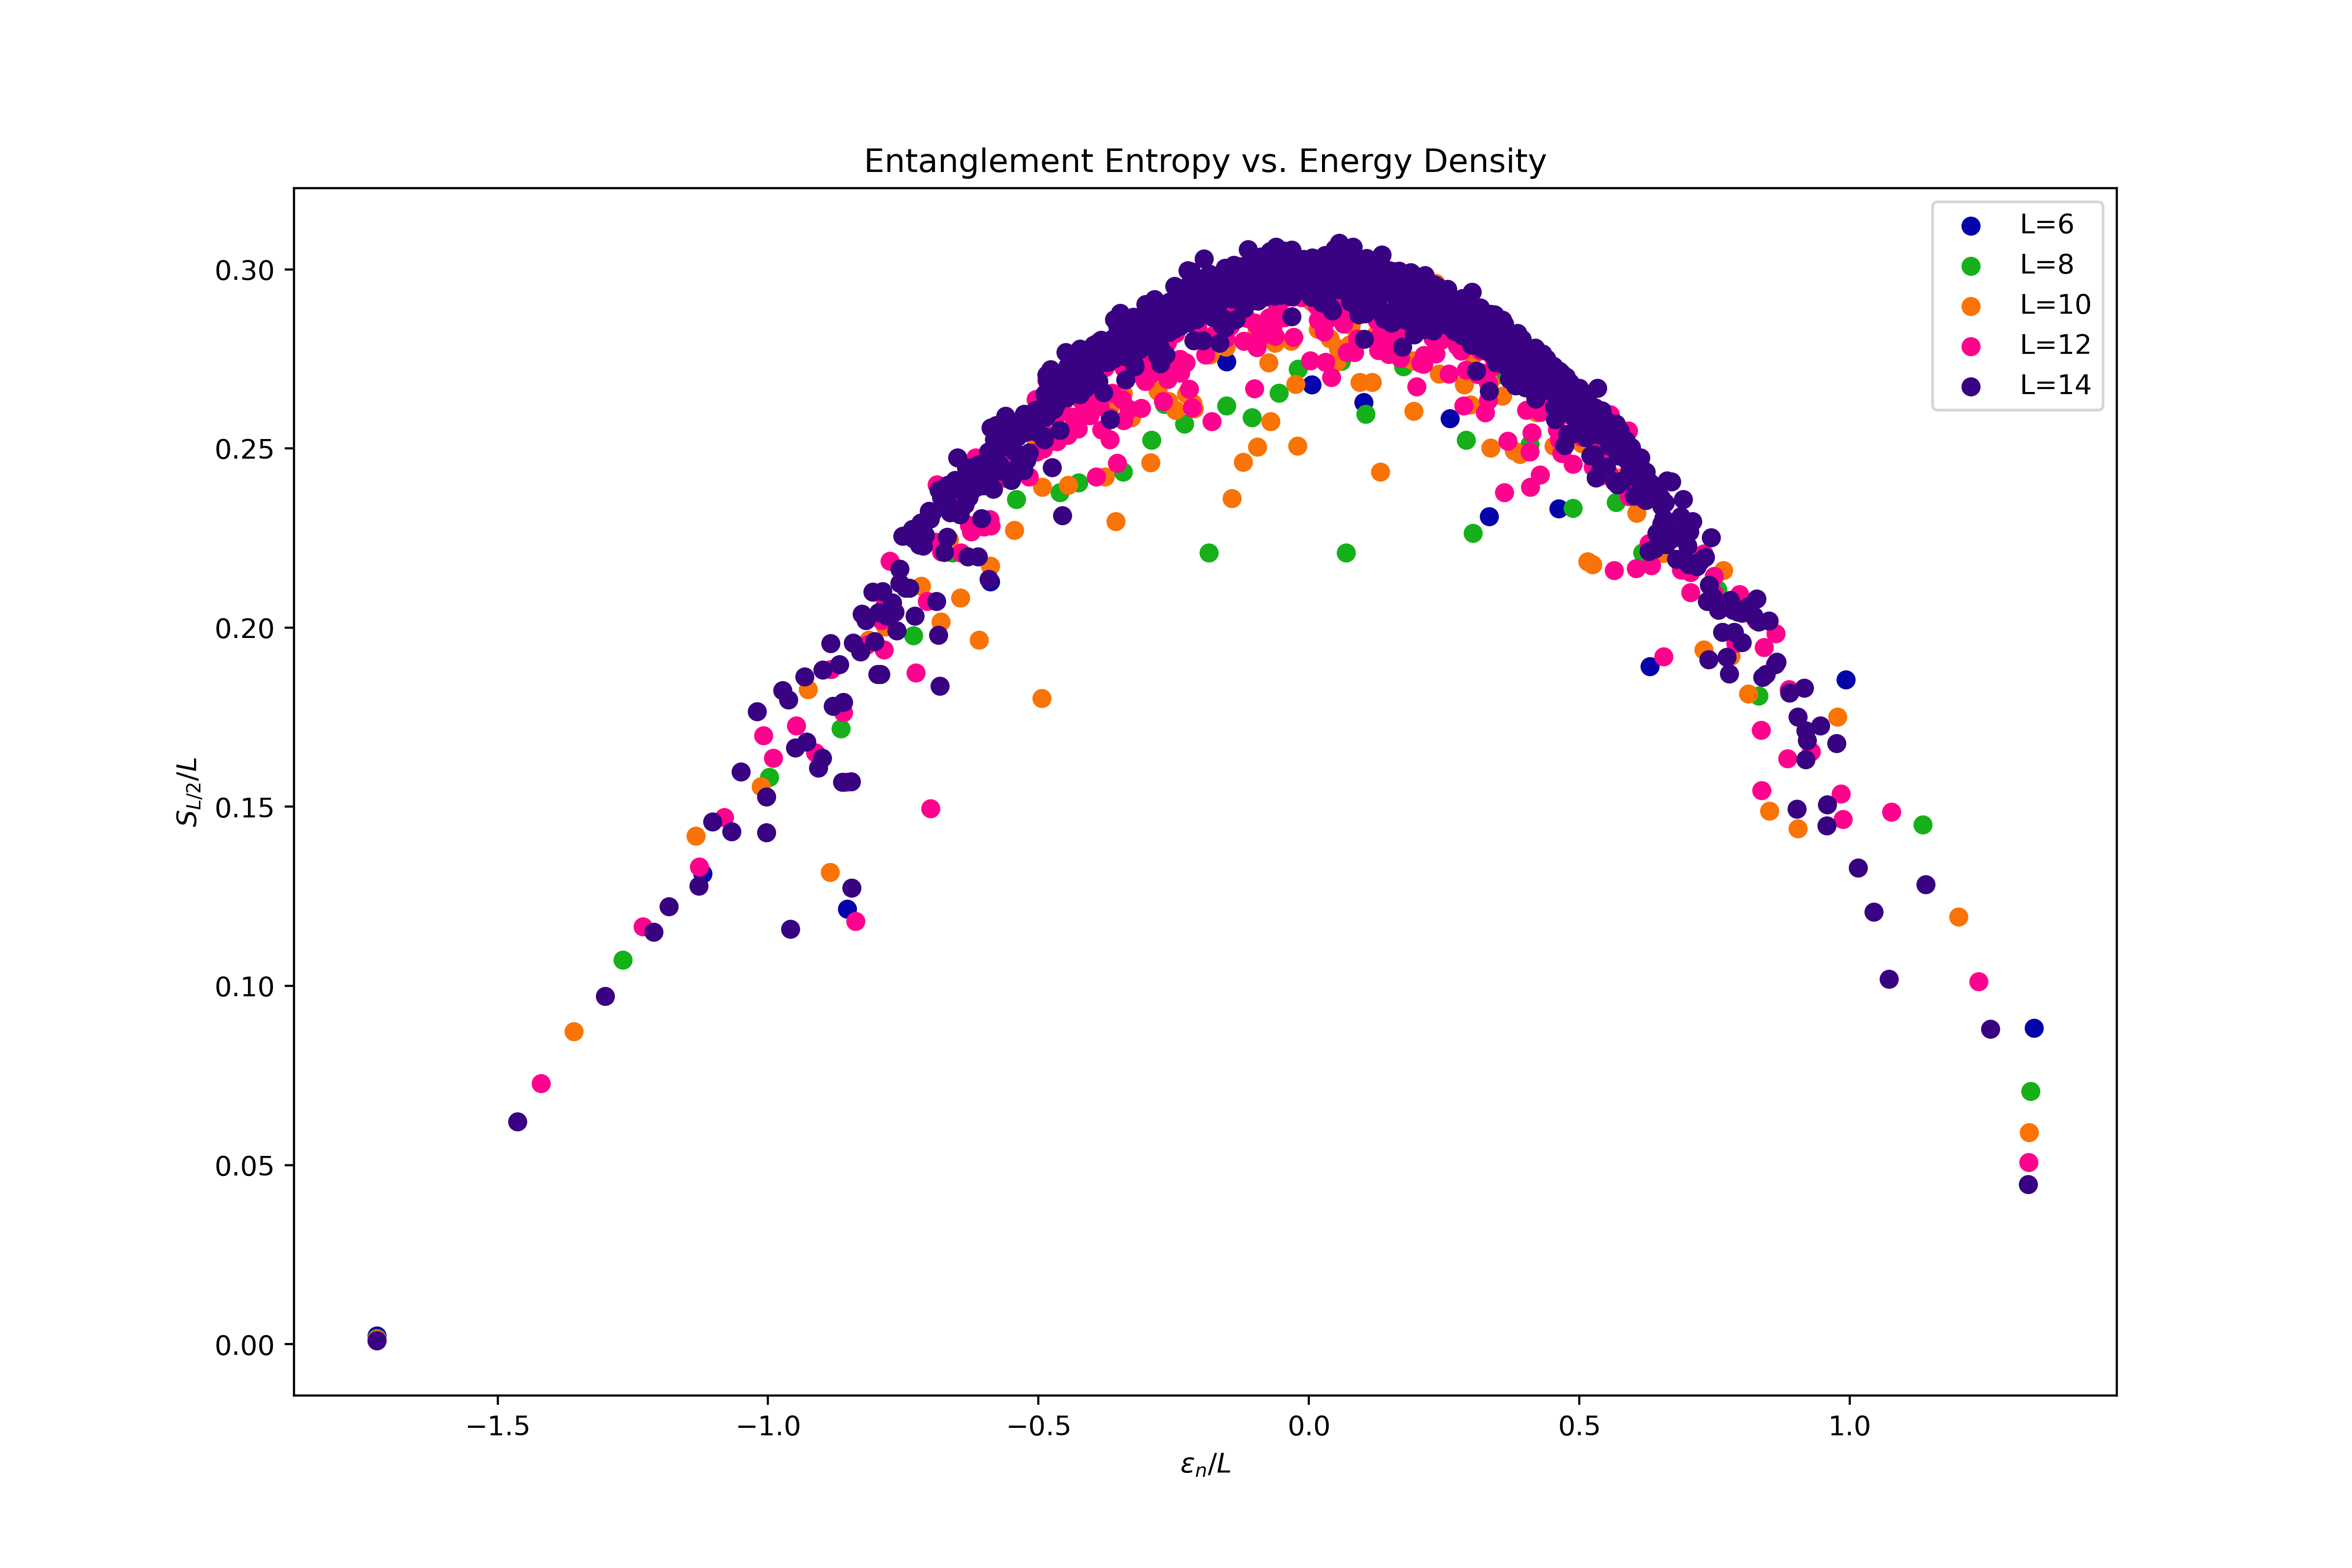 Entanglement Entropy vs. Energy Density
L=6
L=8
L=10
L=12
L=14
0.30
0.25
0.20
0.15
0.10
0.05
0.00
S_{L/2}/L
−1.5 −1.0 −0.5 0.0 0.5 1.0
ε_n/L